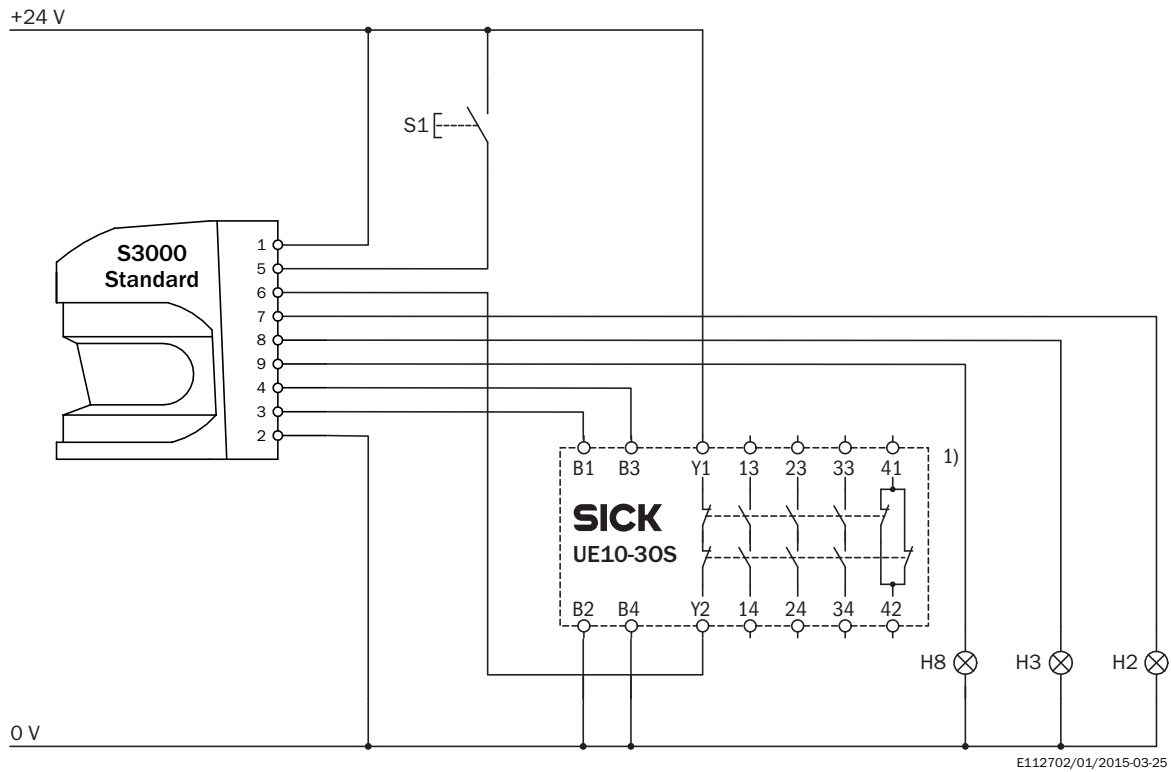 +24 V
S1
S3000
Standard
1
5
6
7
8
9
4
3
2
B1 B3 Y1 13 23 33 41 1)
SICK
UE10-30S
B2 B4 Y2 14 24 34 42
H8 H3 H2
0 V
E112702/01/2015-03-25